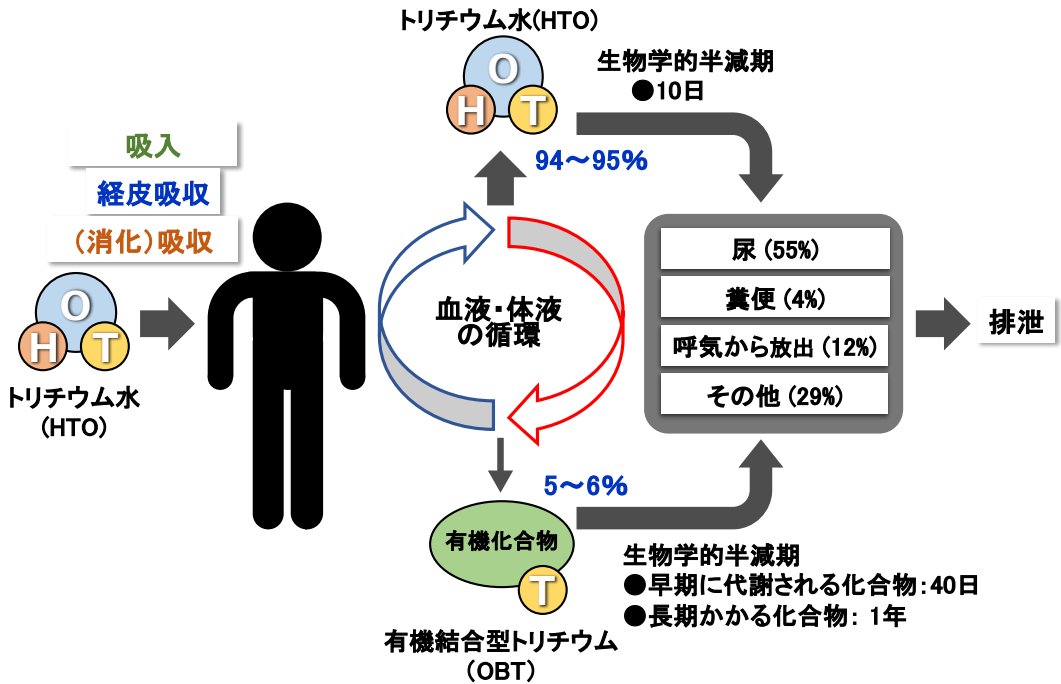 トリチウム水(HTO)
O
H T
生物学的半減期
●10日
94～95%
吸入
経皮吸収
（消化）吸収
O
H T
トリチウム水
(HTO)
血液・体液
の循環
尿 (55%)
糞便 (4%)
呼気から放出 (12%)
その他 (29%)
排泄
5～6%
有機化合物
T
有機結合型トリチウム
（OBT）
生物学的半減期
●早期に代謝される化合物：40日
●長期かかる化合物： 1年